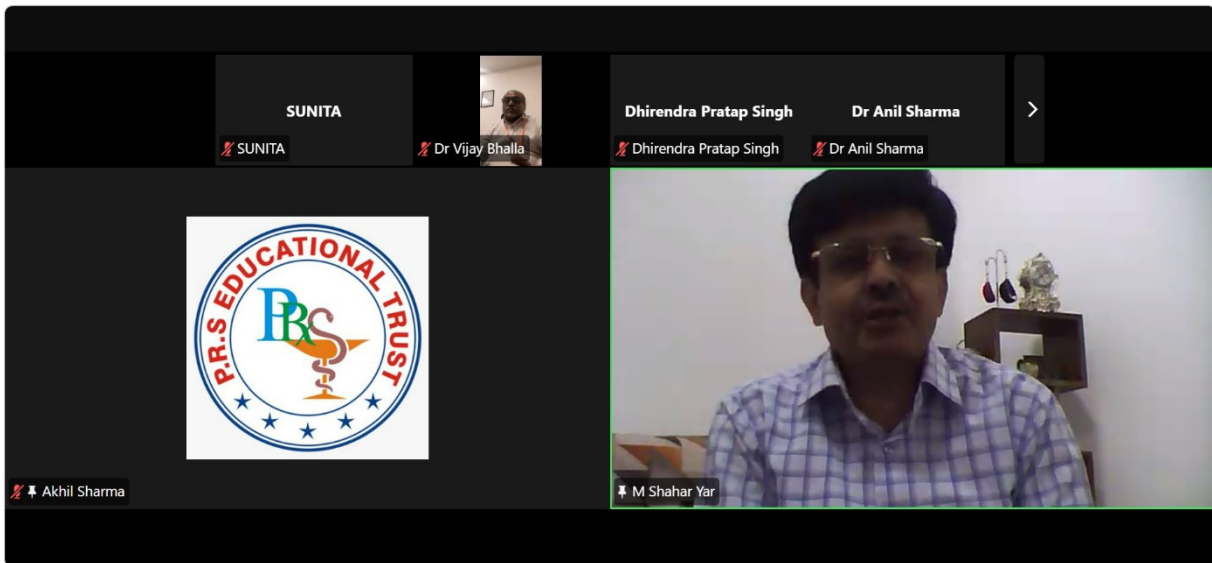 SUNITA
SUNITA
Dr Vijay Bhalla
Dhirendra Pratap Singh
Dhirendra Pratap Singh
Dr Anil Sharma
Dr Anil Sharma
P.R.S EDUCATIONAL TRUST
PRS
Akhil Sharma
M Shahar Yar